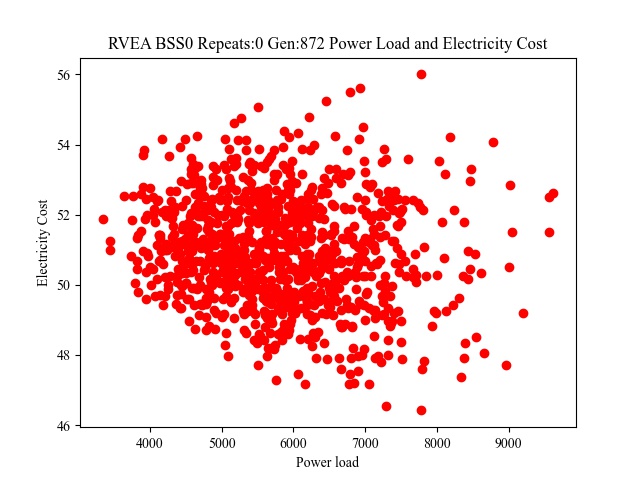 RVEA BSS0 Repeats:0 Gen:872 Power Load and Electricity Cost
56
54
52
50
48
46
Electricity Cost
4000 5000 6000 7000 8000 9000
Power load